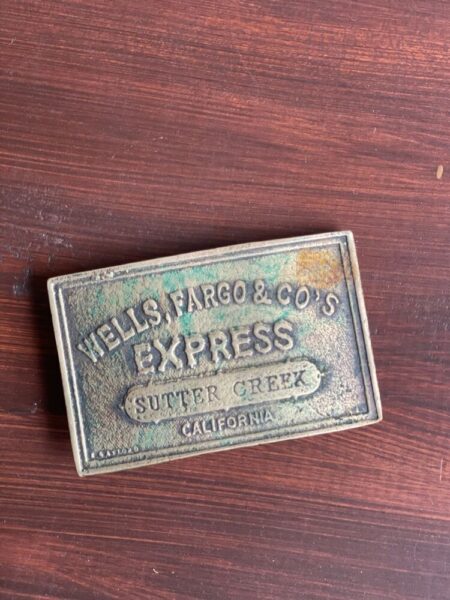 WELLS, FARGO & CO'S
EXPRESS
SUTTER CREEK
CALIFORNIA